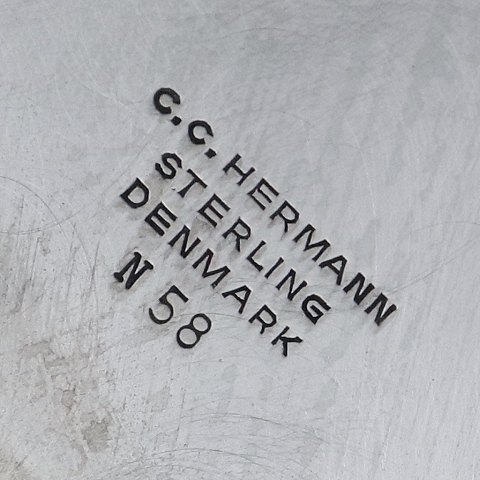 C.C. HERMANN
STERLING
DENMARK
N 58